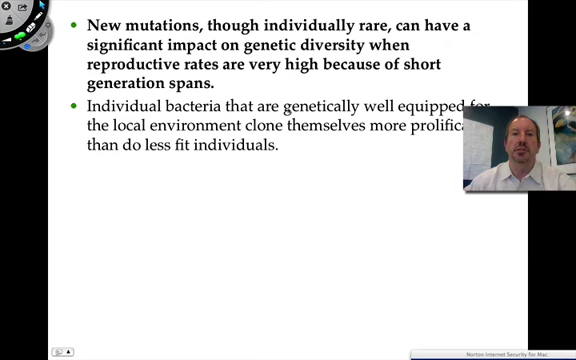 New mutations, though individually rare, can have a
significant impact on genetic diversity when
reproductive rates are very high because of short
generation spans.
Individual bacteria that are genetically well equipped for
the local environment clone themselves more prolifica
than do less fit individuals.
Norton Internet Security for Mac